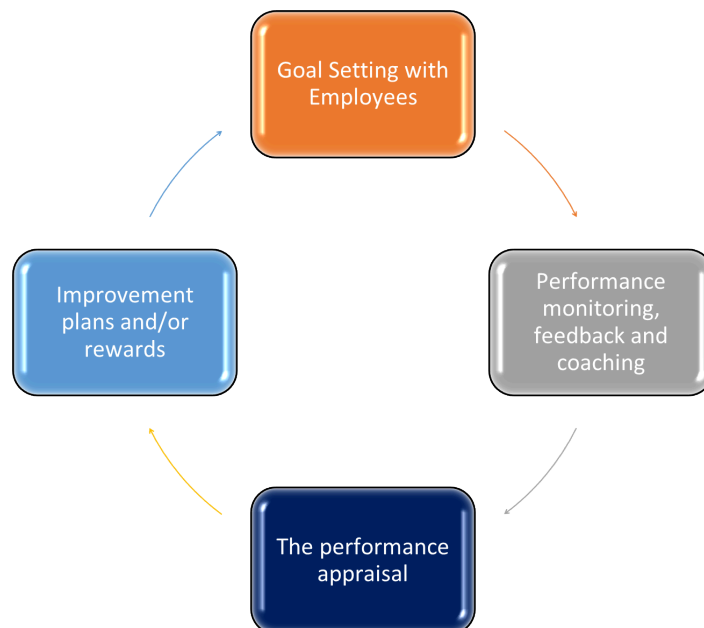 Goal Setting with
Employees
Performance
monitoring,
feedback and
coaching
The performance
appraisal
Improvement
plans and/or
rewards